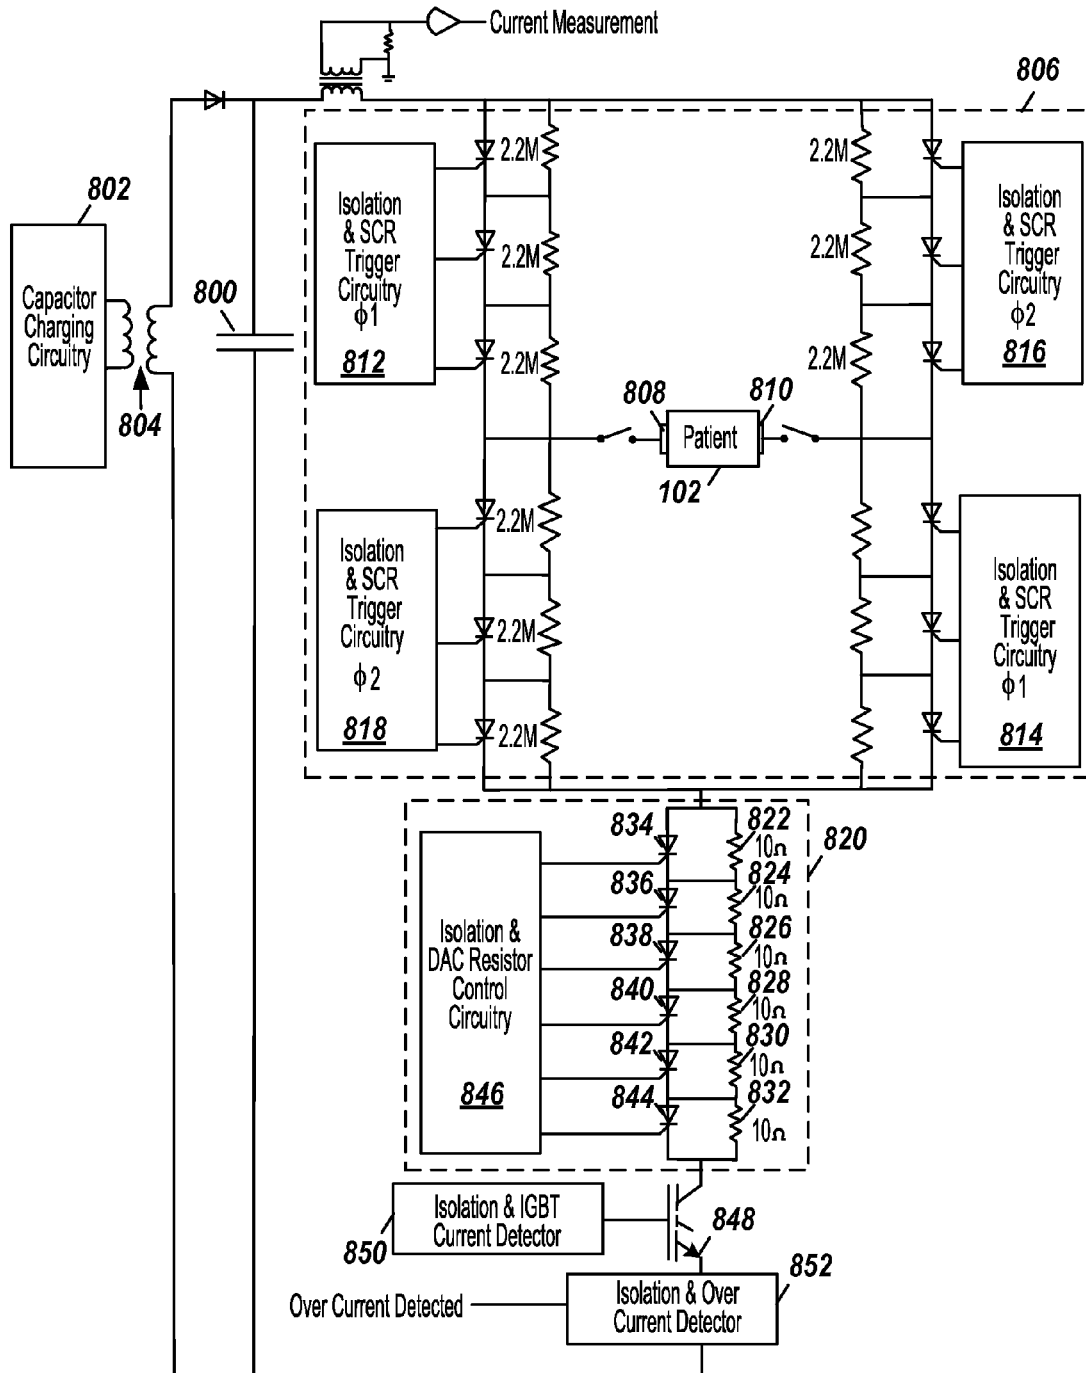 Current Measurement
806
802
Capacitor
Charging
Circuitry
804
800
Isolation
& SCR
Trigger
Circuitry
ϕ1
812
2.2M
2.2M
2.2M
2.2M
2.2M
2.2M
Isolation
& SCR
Trigger
Circuitry
ϕ2
816
808
810
Patient
102
Isolation
& SCR
Trigger
Circuitry
ϕ2
818
2.2M
2.2M
2.2M
Isolation
& SCR
Trigger
Circuitry
ϕ1
814
820
Isolation &
DAC Resistor
Control
Circuitry
846
834
836
838
840
842
844
822
10Ω
824
10Ω
826
10Ω
828
10Ω
830
10Ω
832
10Ω
Isolation & IGBT
Current Detector
850
848
852
Over Current Detected
Isolation & Over
Current Detector